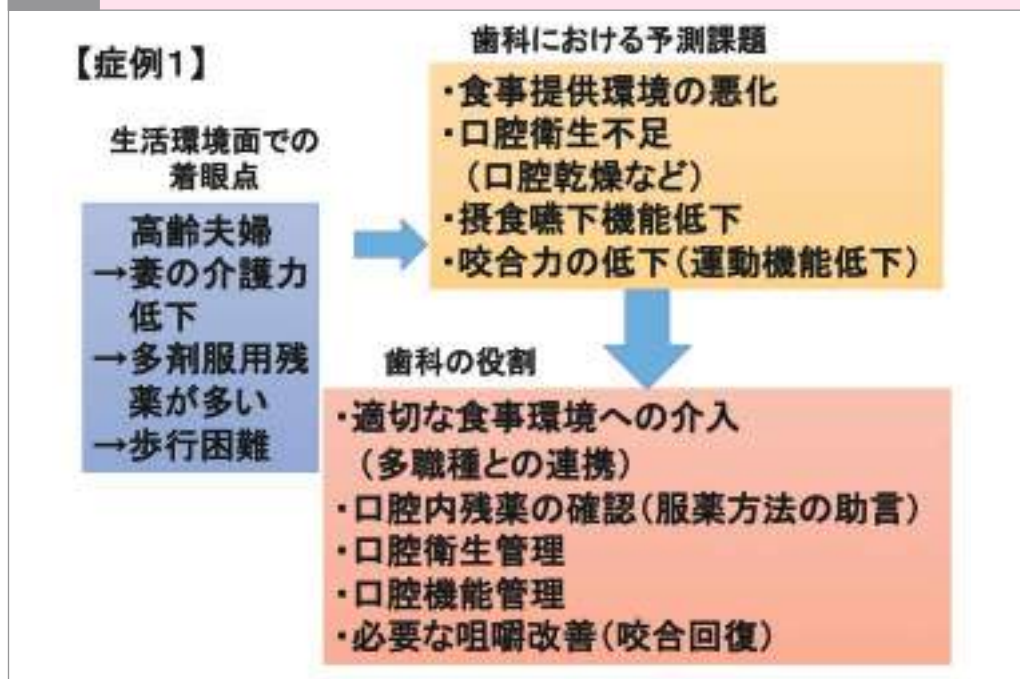 【症例１】
生活環境面での
着眼点
高齢夫婦
→妻の介護力
低下
→多剤服用残
薬が多い
→歩行困難
歯科における予測課題
・食事提供環境の悪化
・口腔衛生不足
（口腔乾燥など）
・摂食嚥下機能低下
・咬合力の低下（運動機能低下）
歯科の役割
・適切な食事環境への介入
（多職種との連携）
・口腔内残薬の確認（服薬方法の助言）
・口腔衛生管理
・口腔機能管理
・必要な咀嚼改善（咬合回復）